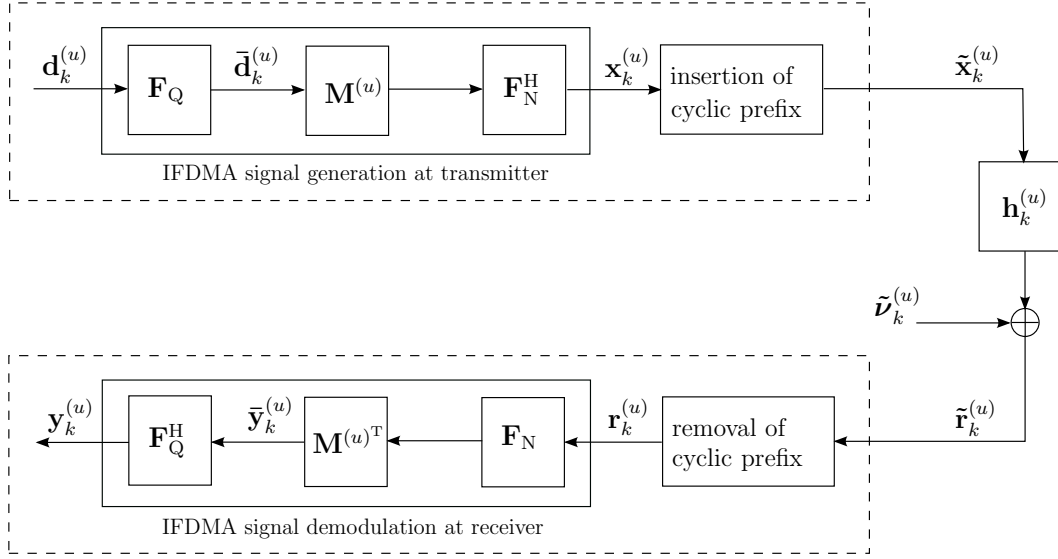 d_k^{(u)} F_Q d̄_k^{(u)} M^{(u)} F_N^H x_k^{(u)} insertion of
cyclic prefix
x̃_k^{(u)}
IFDMA signal generation at transmitter
h_k^{(u)}
ν̃_k^{(u)}
y_k^{(u)} F_Q^H ȳ_k^{(u)} M^{(u)^T} F_N r_k^{(u)} removal of
cyclic prefix
r̃_k^{(u)}
IFDMA signal demodulation at receiver